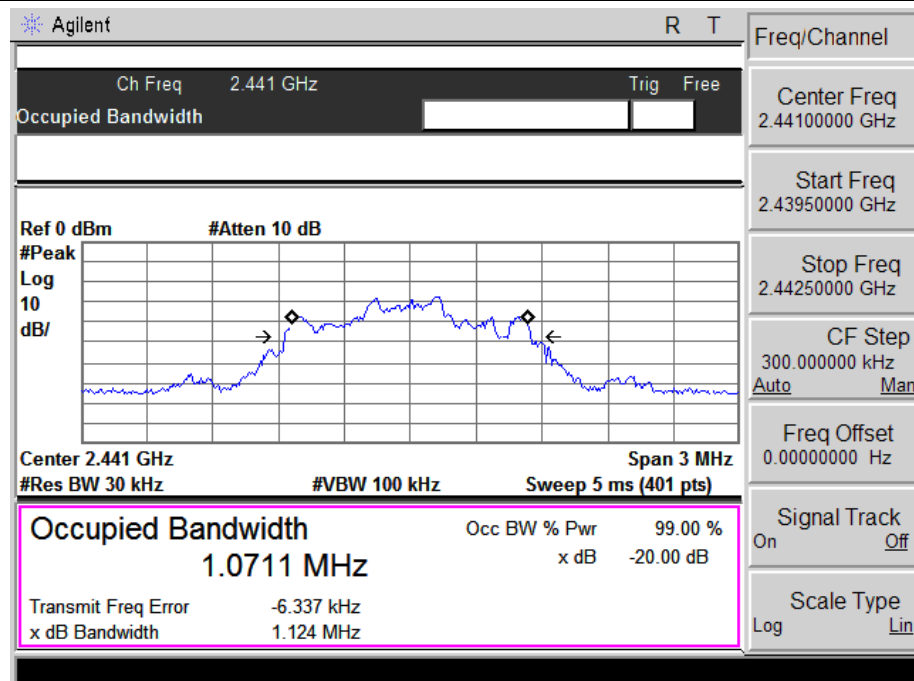 Agilent R T
Ch Freq 2.441 GHz Trig Free
Occupied Bandwidth
Ref 0 dBm #Atten 10 dB
#Peak
Log
10
dB/
Center 2.441 GHz Span 3 MHz
#Res BW 30 kHz #VBW 100 kHz Sweep 5 ms (401 pts)
Occupied Bandwidth Occ BW % Pwr 99.00 %
1.0711 MHz x dB -20.00 dB
Transmit Freq Error -6.337 kHz
x dB Bandwidth 1.124 MHz
Freq/Channel
Center Freq
2.44100000 GHz
Start Freq
2.43950000 GHz
Stop Freq
2.44250000 GHz
CF Step
300.000000 kHz
Auto Man
Freq Offset
0.00000000 Hz
Signal Track
On Off
Scale Type
Log Lin